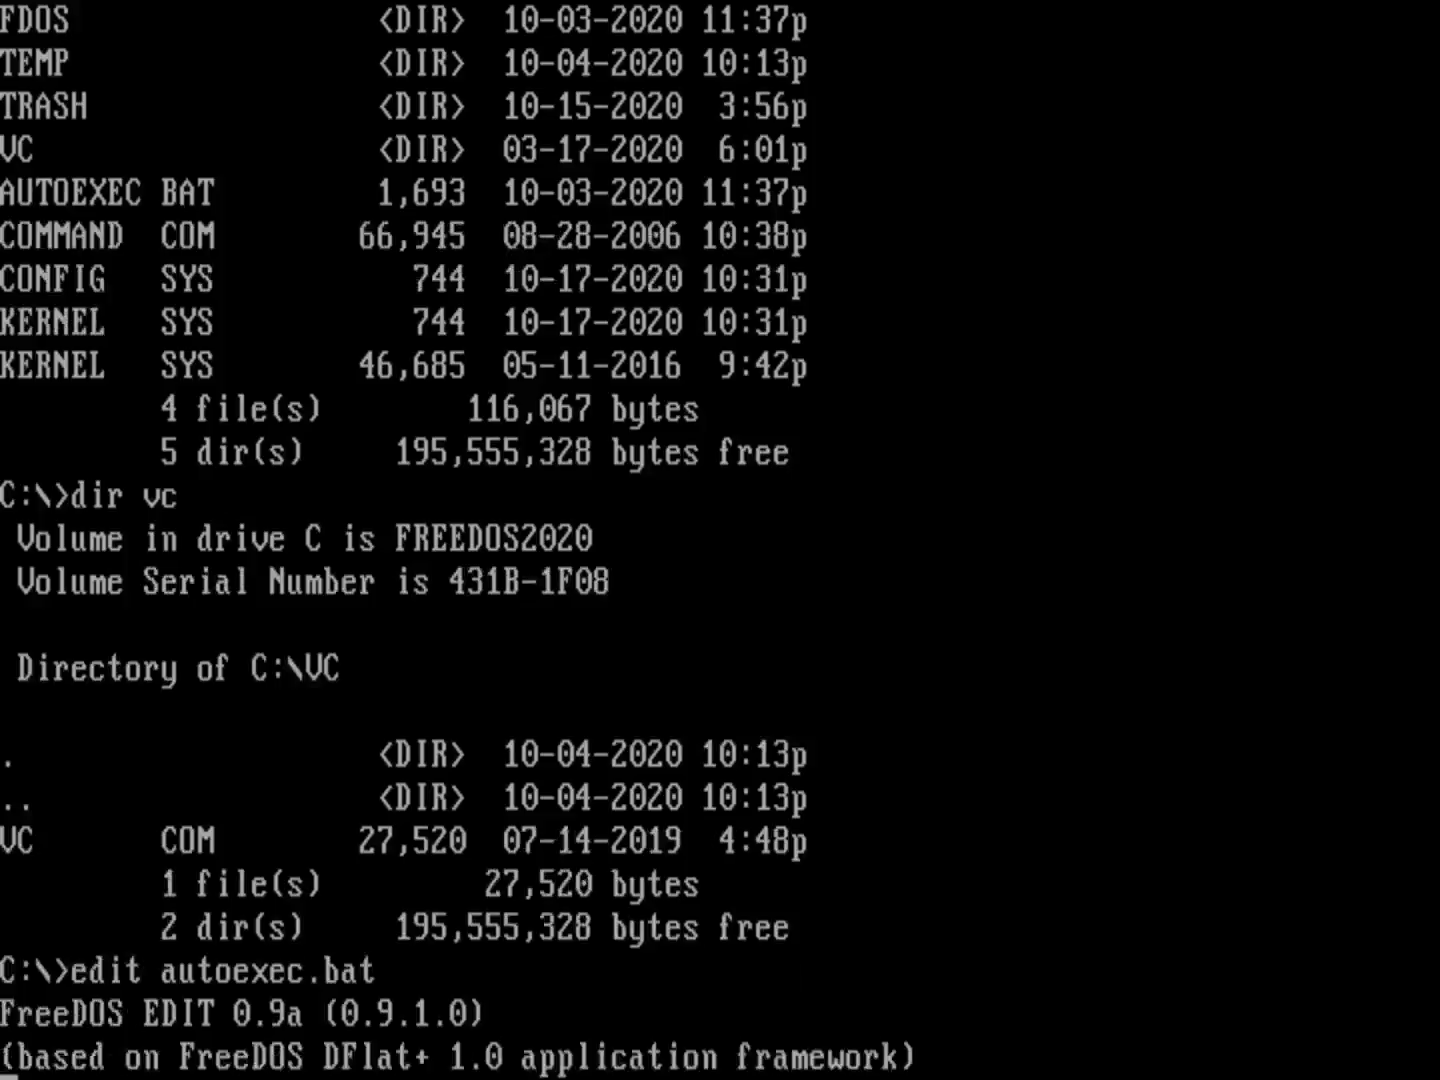 FDOS <DIR> 10-03-2020 11:37p
TEMP <DIR> 10-04-2020 10:13p
TRASH <DIR> 10-15-2020 3:56p
VC <DIR> 03-17-2020 6:01p
AUTOEXEC BAT 1,693 10-03-2020 11:37p
COMMAND COM 66,945 08-28-2006 10:38p
CONFIG SYS 744 10-17-2020 10:31p
KERNEL SYS 744 10-17-2020 10:31p
KERNEL SYS 46,685 05-11-2016 9:42p
4 file(s) 116,067 bytes
5 dir(s) 195,555,328 bytes free
C:\>dir vc
Volume in drive C is FREEDOS2020
Volume Serial Number is 431B-1F08
Directory of C:\VC
. <DIR> 10-04-2020 10:13p
.. <DIR> 10-04-2020 10:13p
VC COM 27,520 07-14-2019 4:48p
1 file(s) 27,520 bytes
2 dir(s) 195,555,328 bytes free
C:\>edit autoexec.bat
FreeDOS EDIT 0.9a (0.9.1.0)
(based on FreeDOS DFlat+ 1.0 application framework)